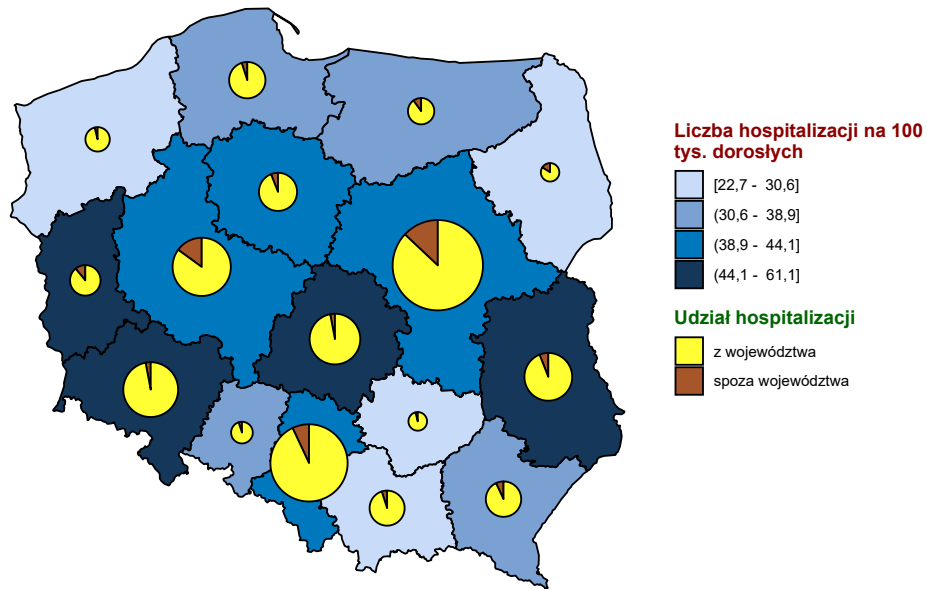 Liczba hospitalizacji na 100
tys. dorosłych
[22,7 - 30,6]
(30,6 - 38,9]
(38,9 - 44,1]
(44,1 - 61,1]
Udział hospitalizacji
z województwa
spoza województwa